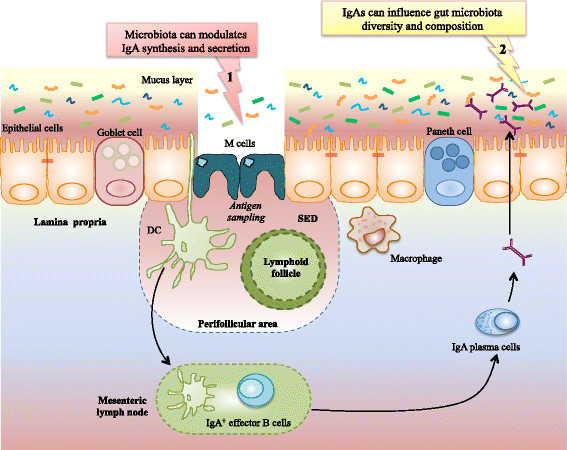 Microbiota can modulates
IgA synthesis and secretion
1
IgAs can influence gut microbiota
diversity and composition
2
Mucus layer
Epithelial cells
Goblet cell
M cells
Paneth cell
Lamina propria
DC
Antigen
sampling
SED
Lymphoid
follicle
Macrophage
Perifollicular area
IgA plasma cells
Mesenteric
lymph node
IgA+ effector B cells